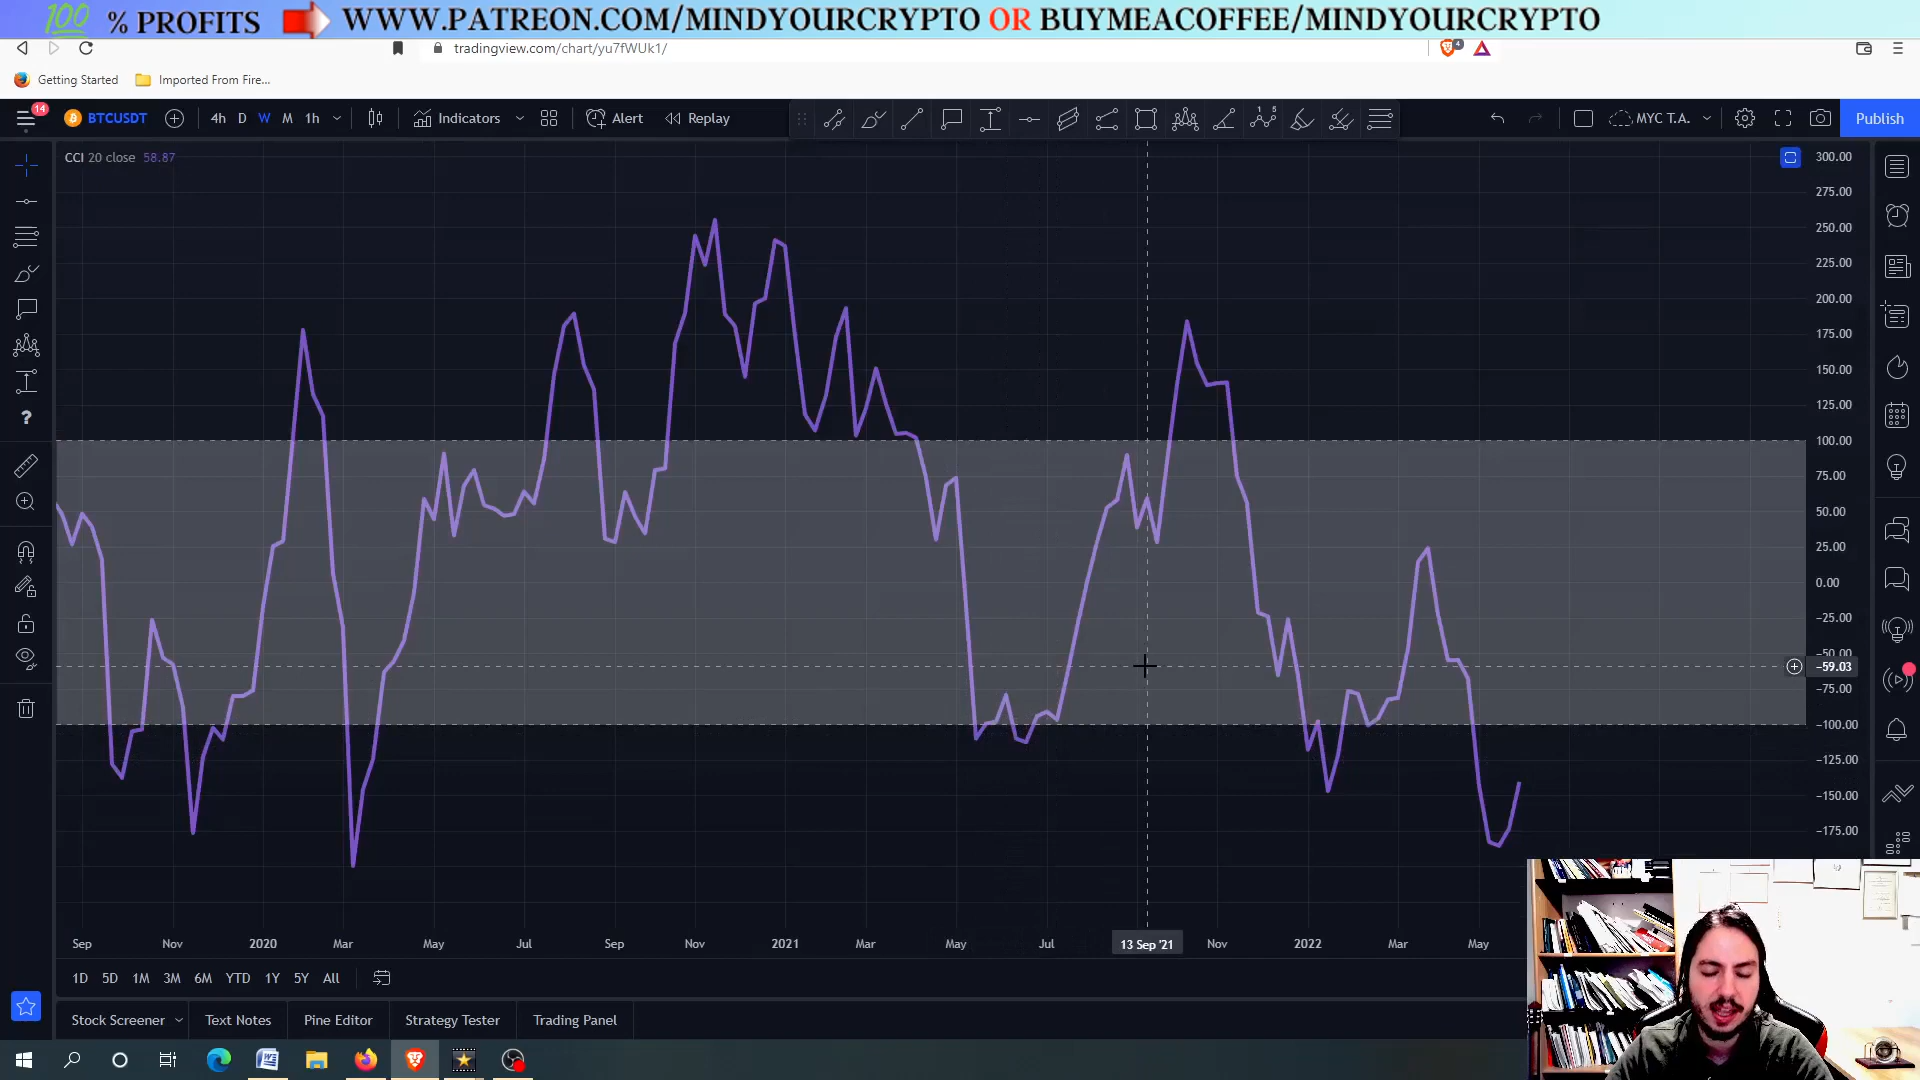 100 % PROFITS WWW.PATREON.COM/MINDYOURCRYPTO OR BUYMEACOFFEE/MINDYOURCRYPTO
tradingview.com/chart/yu7fWUk1/
4
Getting Started Imported From Fire...
14 BTCUSDT 4h D W M 1h Indicators Alert Replay MYC T.A. Publish
CCI 20 close 58.87
300.00
275.00
250.00
225.00
200.00
175.00
150.00
125.00
100.00
75.00
50.00
25.00
0.00
−25.00
−50.00
−59.03
−75.00
−100.00
−125.00
−150.00
−175.00
Sep Nov 2020 Mar May Jul Sep Nov 2021 Mar May Jul 13 Sep '21 Nov 2022 Mar May
1D 5D 1M 3M 6M YTD 1Y 5Y All
Stock Screener Text Notes Pine Editor Strategy Tester Trading Panel